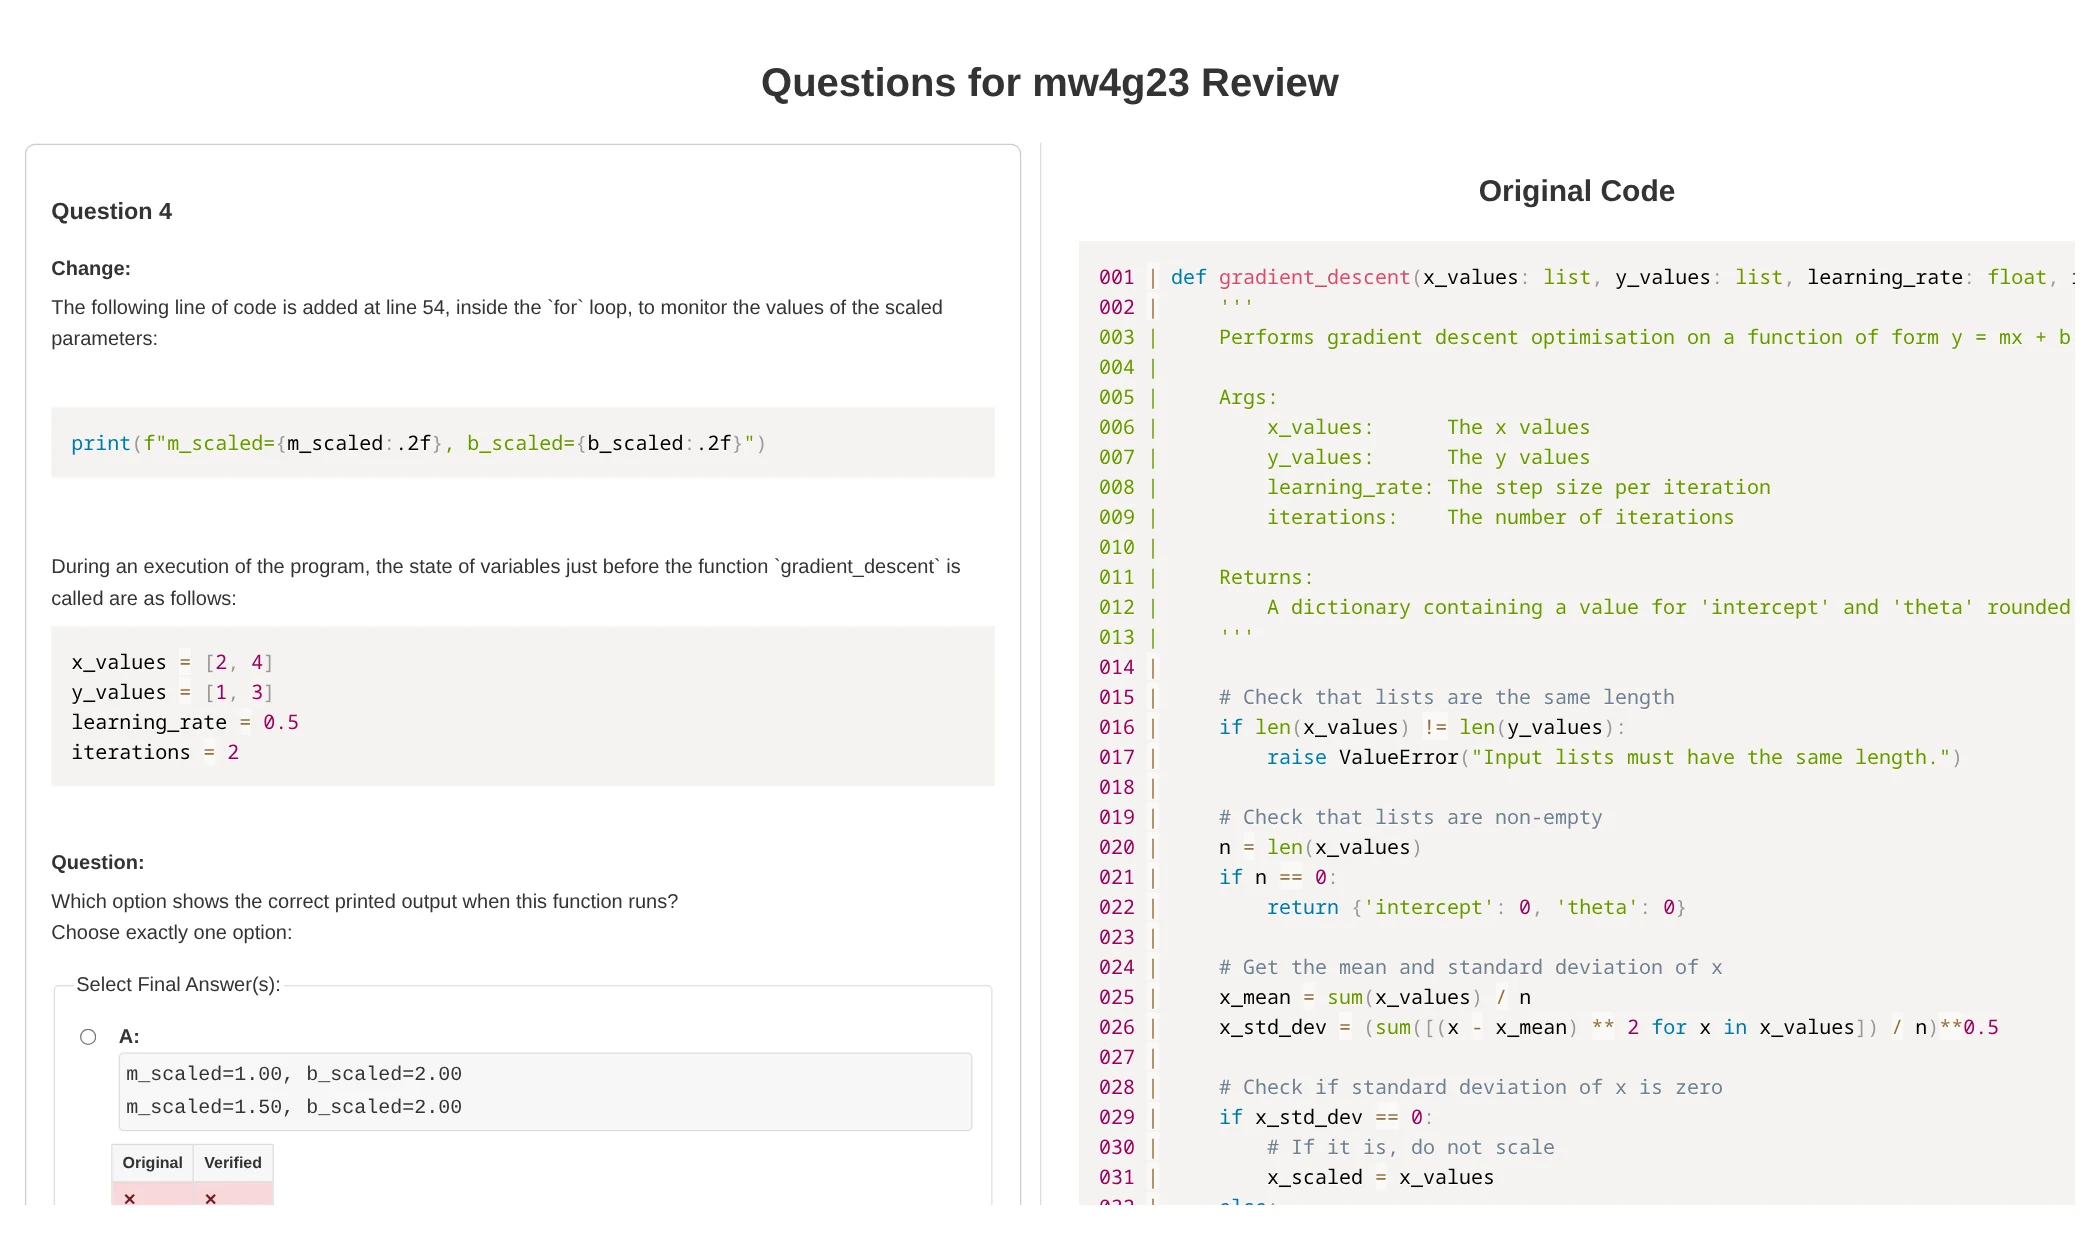 Questions for mw4g23 Review
Question 4
Change:
The following line of code is added at line 54, inside the `for` loop, to monitor the values of the scaled
parameters:
print(f"m_scaled={m_scaled:.2f}, b_scaled={b_scaled:.2f}")
During an execution of the program, the state of variables just before the function `gradient_descent` is
called are as follows:
x_values = [2, 4]
y_values = [1, 3]
learning_rate = 0.5
iterations = 2
Question:
Which option shows the correct printed output when this function runs?
Choose exactly one option:
Select Final Answer(s):
A:
m_scaled=1.00, b_scaled=2.00
m_scaled=1.50, b_scaled=2.00
Original Verified
✕ ✕
Original Code
001 | def gradient_descent(x_values: list, y_values: list, learning_rate: float,
002 |     '''
003 |     Performs gradient descent optimisation on a function of form y = mx + b
004 |
005 |     Args:
006 |         x_values:      The x values
007 |         y_values:      The y values
008 |         learning_rate: The step size per iteration
009 |         iterations:    The number of iterations
010 |
011 |     Returns:
012 |         A dictionary containing a value for 'intercept' and 'theta' rounded
013 |     '''
014 |
015 |     # Check that lists are the same length
016 |     if len(x_values) != len(y_values):
017 |         raise ValueError("Input lists must have the same length.")
018 |
019 |     # Check that lists are non-empty
020 |     n = len(x_values)
021 |     if n == 0:
022 |         return {'intercept': 0, 'theta': 0}
023 |
024 |     # Get the mean and standard deviation of x
025 |     x_mean = sum(x_values) / n
026 |     x_std_dev = (sum([(x - x_mean) ** 2 for x in x_values]) / n)**0.5
027 |
028 |     # Check if standard deviation of x is zero
029 |     if x_std_dev == 0:
030 |         # If it is, do not scale
031 |         x_scaled = x_values